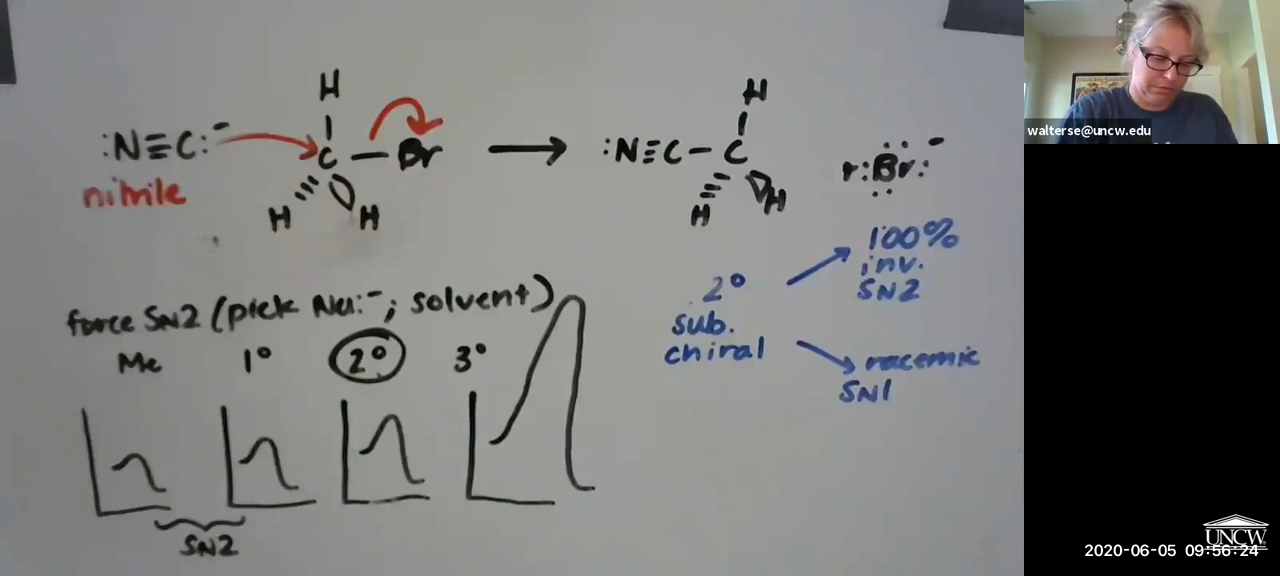 H
H
:N≡C:⁻
C — Br
:N≡C–C
:Br:⁻
nitrile
H
H
H
H
100%
inv.
SN2
2°
sub.
chiral
force SN2 (pick Nu:⁻; solvent)
Me 1° 2° 3°
racemic
SN1
SN2
walterse@uncw.edu
UNCW
2020-06-05 09:56:24